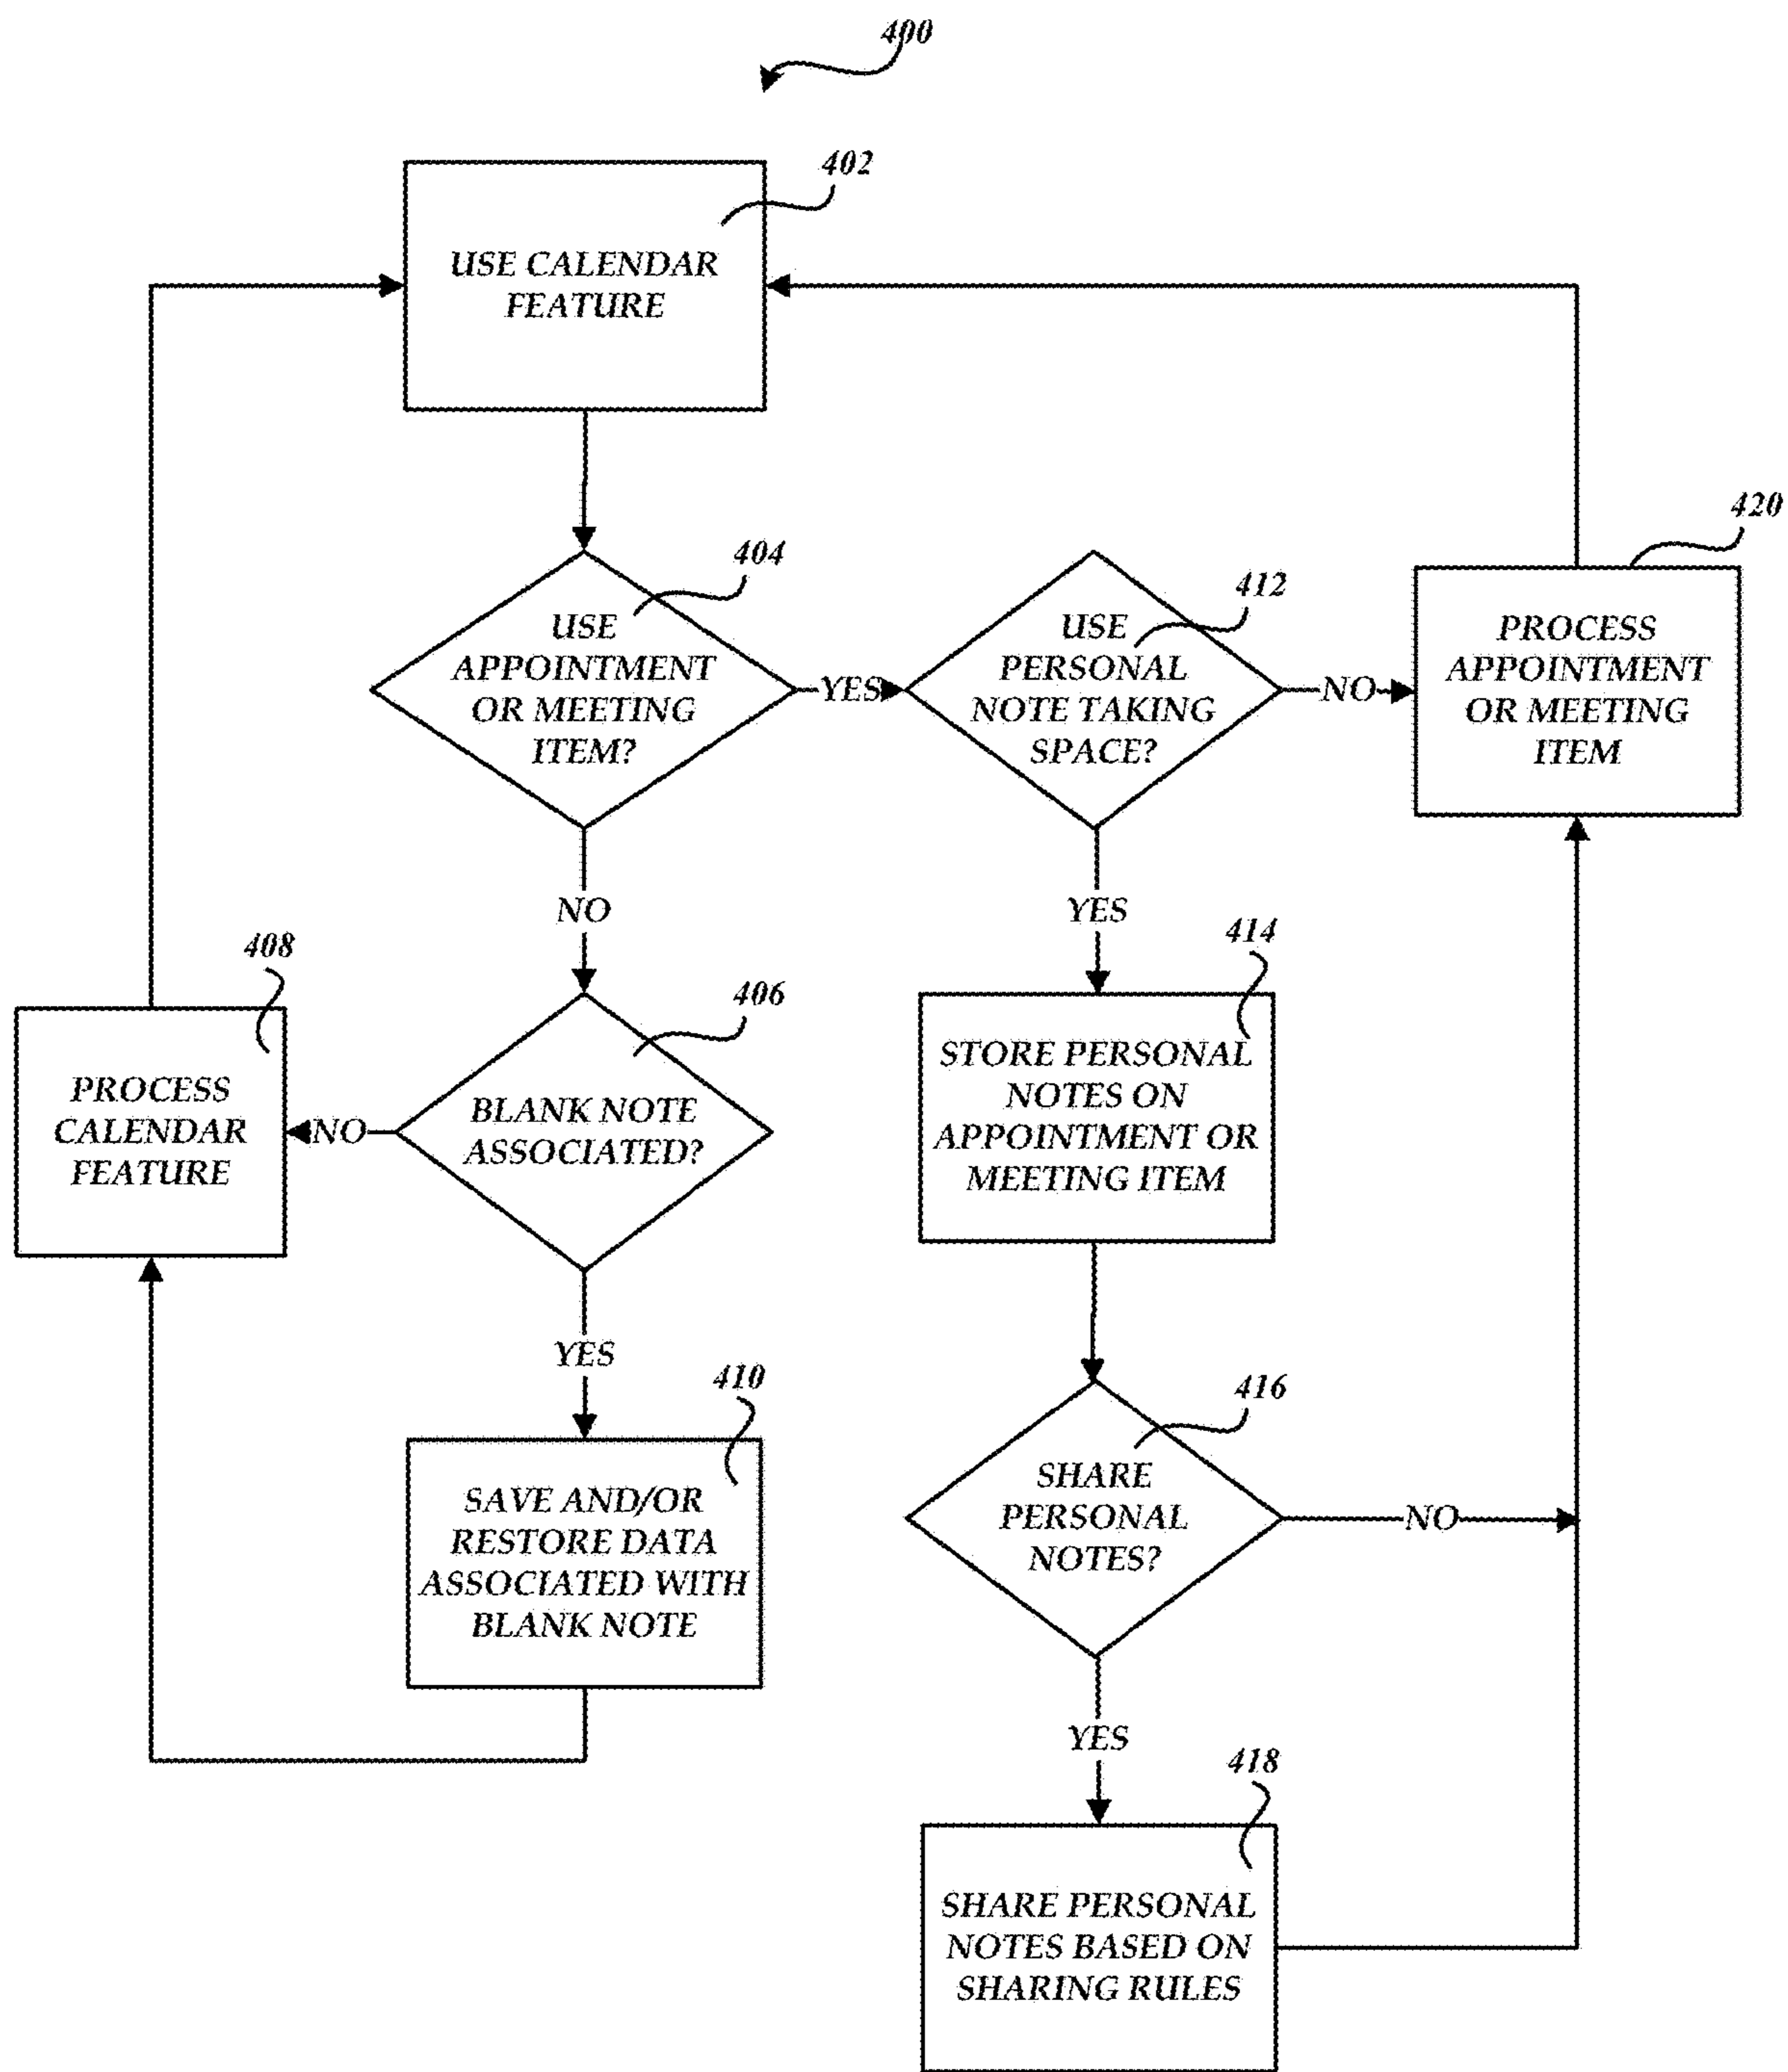 400
402
USE CALENDAR
FEATURE
404
USE
APPOINTMENT
OR MEETING
ITEM?
YES
412
USE
PERSONAL
NOTE TAKING
SPACE?
NO
420
PROCESS
APPOINTMENT
OR MEETING
ITEM
NO
YES
408
PROCESS
CALENDAR
FEATURE
NO
406
BLANK NOTE
ASSOCIATED?
414
STORE PERSONAL
NOTES ON
APPOINTMENT OR
MEETING ITEM
YES
410
SAVE AND/OR
RESTORE DATA
ASSOCIATED WITH
BLANK NOTE
416
SHARE
PERSONAL
NOTES?
NO
YES
418
SHARE PERSONAL
NOTES BASED ON
SHARING RULES